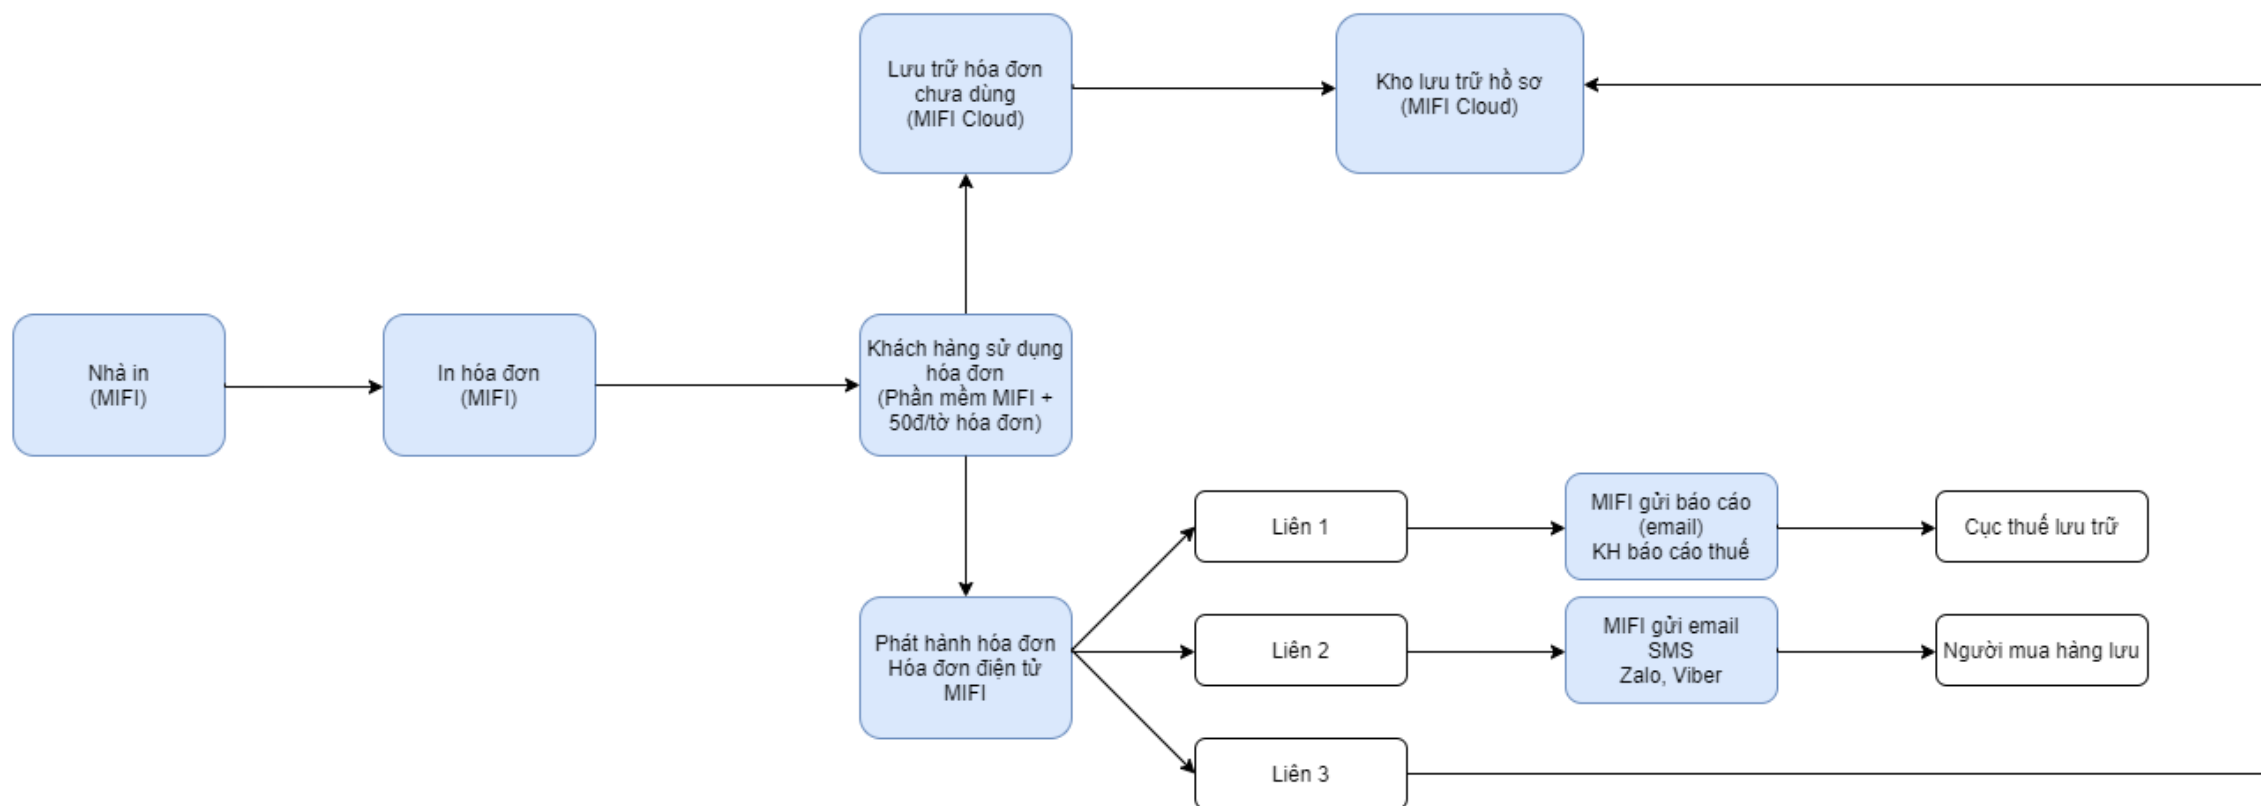 Lưu trữ hóa đơn
chưa dùng
(MIFI Cloud)
Kho lưu trữ hồ sơ
(MIFI Cloud)
Nhà in
(MIFI)
In hóa đơn
(MIFI)
Khách hàng sử dụng
hóa đơn
(Phần mềm MIFI +
50đ/tờ hóa đơn)
Phát hành hóa đơn
Hóa đơn điện tử
MIFI
Liên 1
MIFI gửi báo cáo
(email)
KH báo cáo thuế
Cục thuế lưu trữ
Liên 2
MIFI gửi email
SMS
Zalo, Viber
Người mua hàng lưu
Liên 3